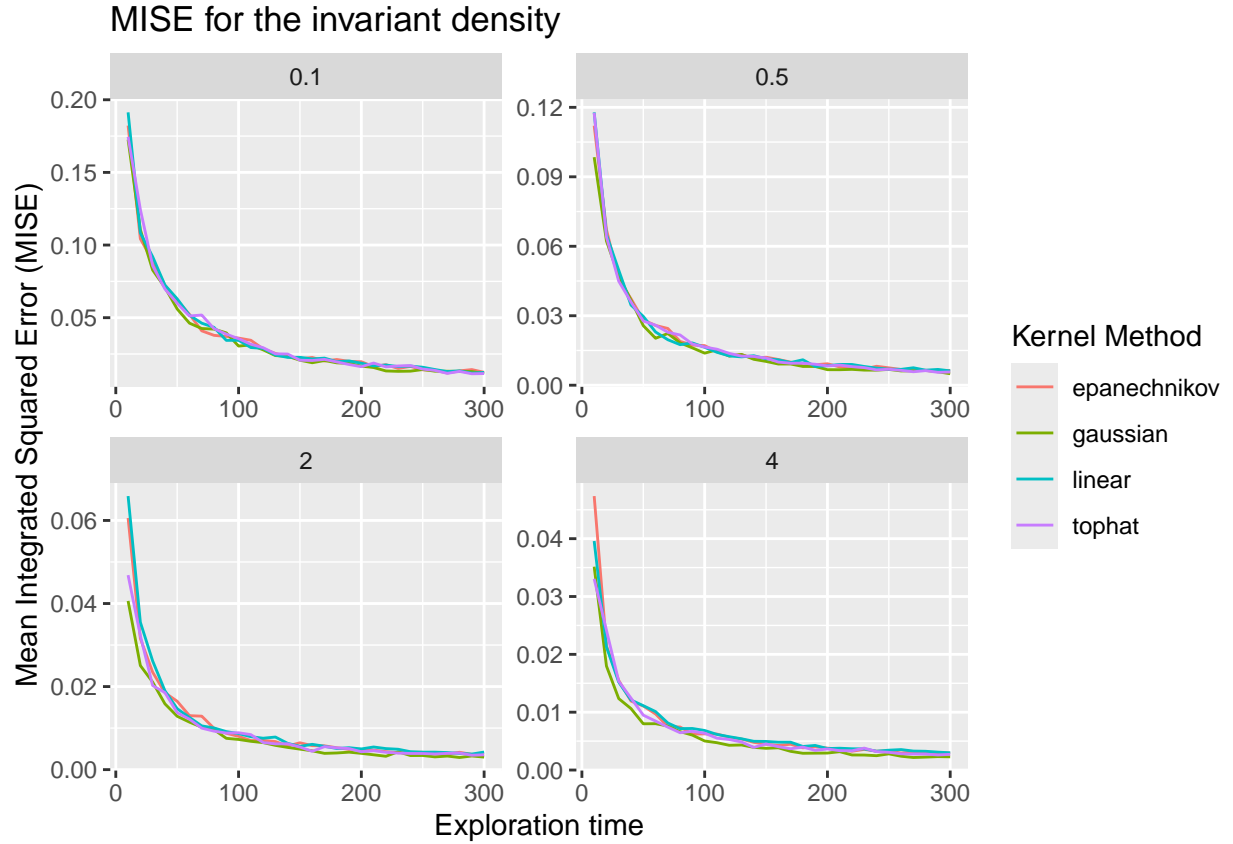 MISE for the invariant density
0.1
0.5
0.20
0.15
0.10
0.05
0.12
0.09
0.06
0.03
0.00
0 100 200 300
0 100 200 300
2
4
0.06
0.04
0.02
0.00
0.04
0.03
0.02
0.01
0.00
0 100 200 300
0 100 200 300
Mean Integrated Squared Error (MISE)
Exploration time
Kernel Method
epanechnikov
gaussian
linear
tophat